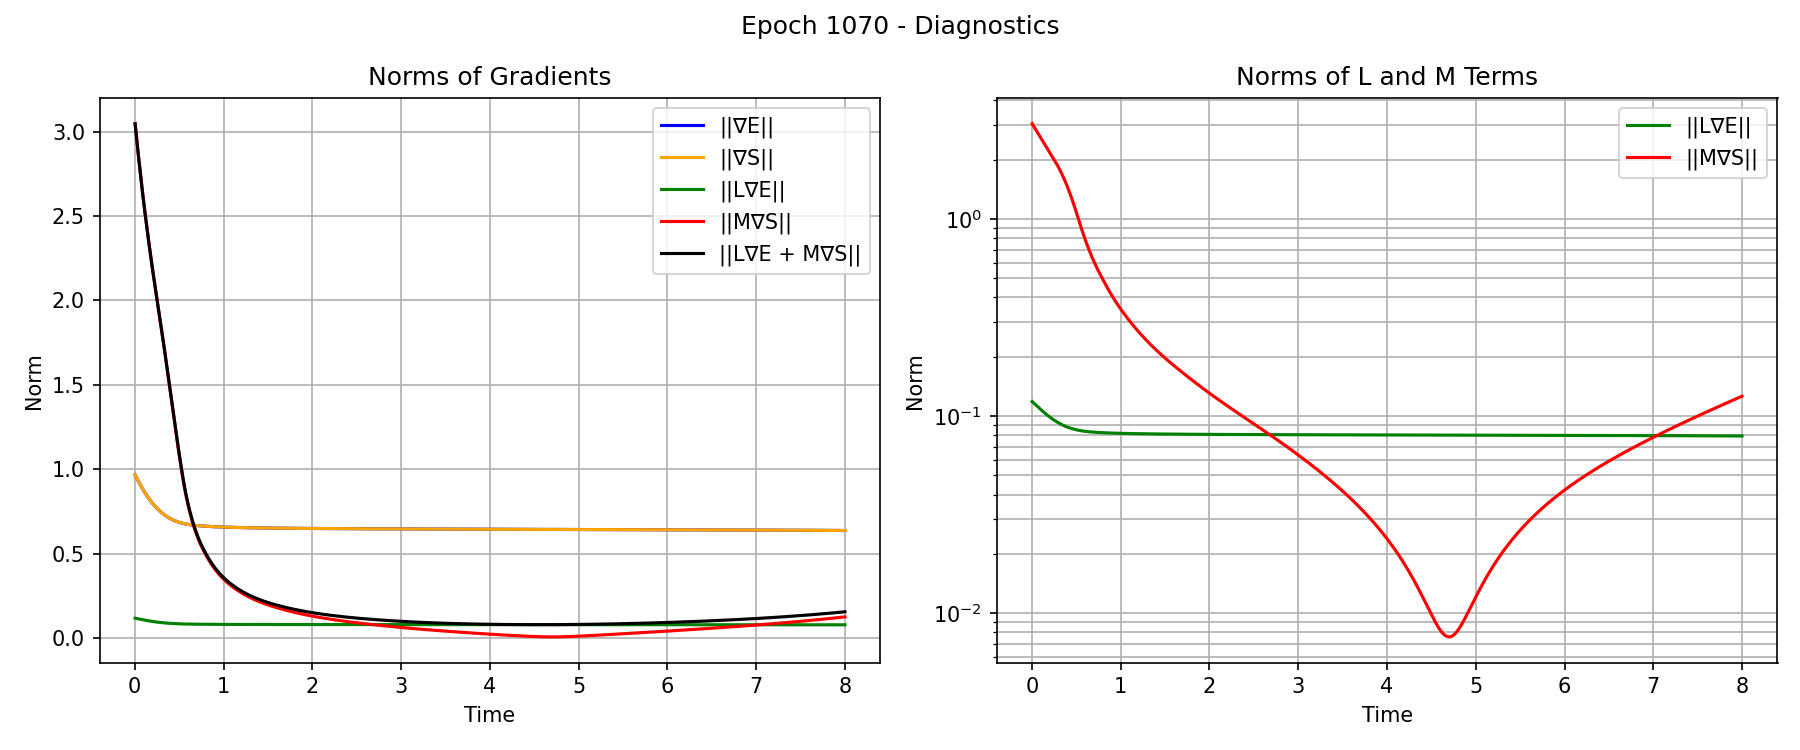 Epoch 1070 - Diagnostics
Norms of Gradients
Norm
3.0
2.5
2.0
1.5
1.0
0.5
0.0
0 1 2 3 4 5 6 7 8
Time
||∇E||
||∇S||
||L∇E||
||M∇S||
||L∇E + M∇S||
Norms of L and M Terms
Norm
10⁰
10⁻¹
10⁻²
0 1 2 3 4 5 6 7 8
Time
||L∇E||
||M∇S||